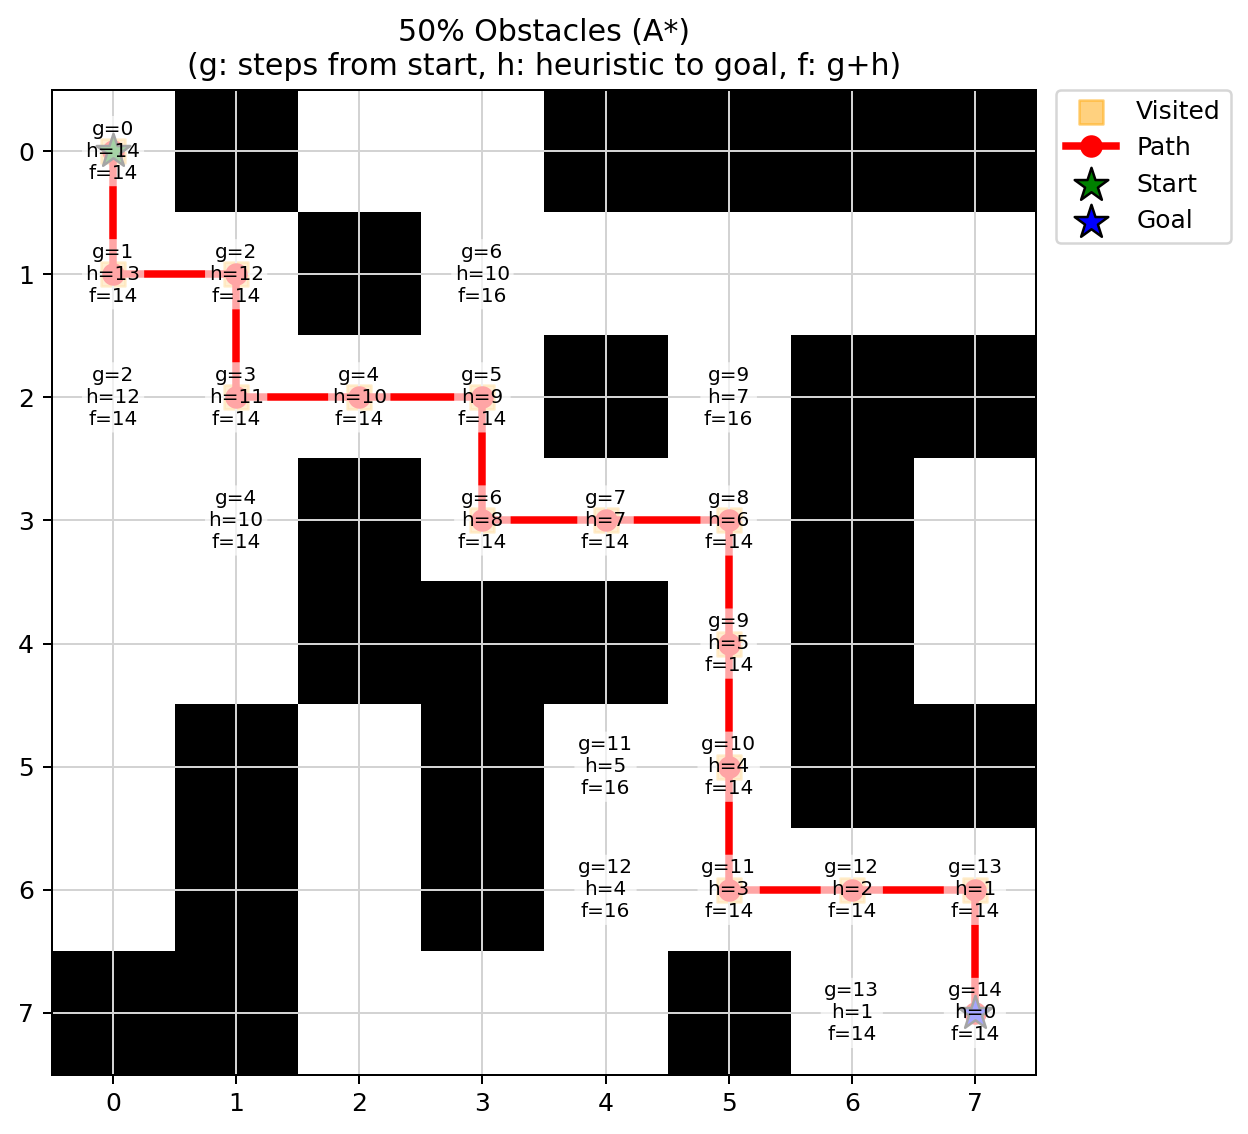 50% Obstacles (A*)
(g: steps from start, h: heuristic to goal, f: g+h)
Visited
Path
Start
Goal
0
g=0
h=14
f=14
1
g=1
h=13
f=14
g=2
h=12
f=14
g=6
h=10
f=16
2
g=2
h=12
f=14
g=3
h=11
f=14
g=4
h=10
f=14
g=5
h=9
f=14
g=9
h=7
f=16
3
g=4
h=10
f=14
g=6
h=8
f=14
g=7
h=7
f=14
g=8
h=6
f=14
4
g=9
h=5
f=14
5
g=11
h=5
f=16
g=10
h=4
f=14
6
g=12
h=4
f=16
g=11
h=3
f=14
g=12
h=2
f=14
g=13
h=1
f=14
7
g=13
h=1
f=14
g=14
h=0
f=14
0 1 2 3 4 5 6 7